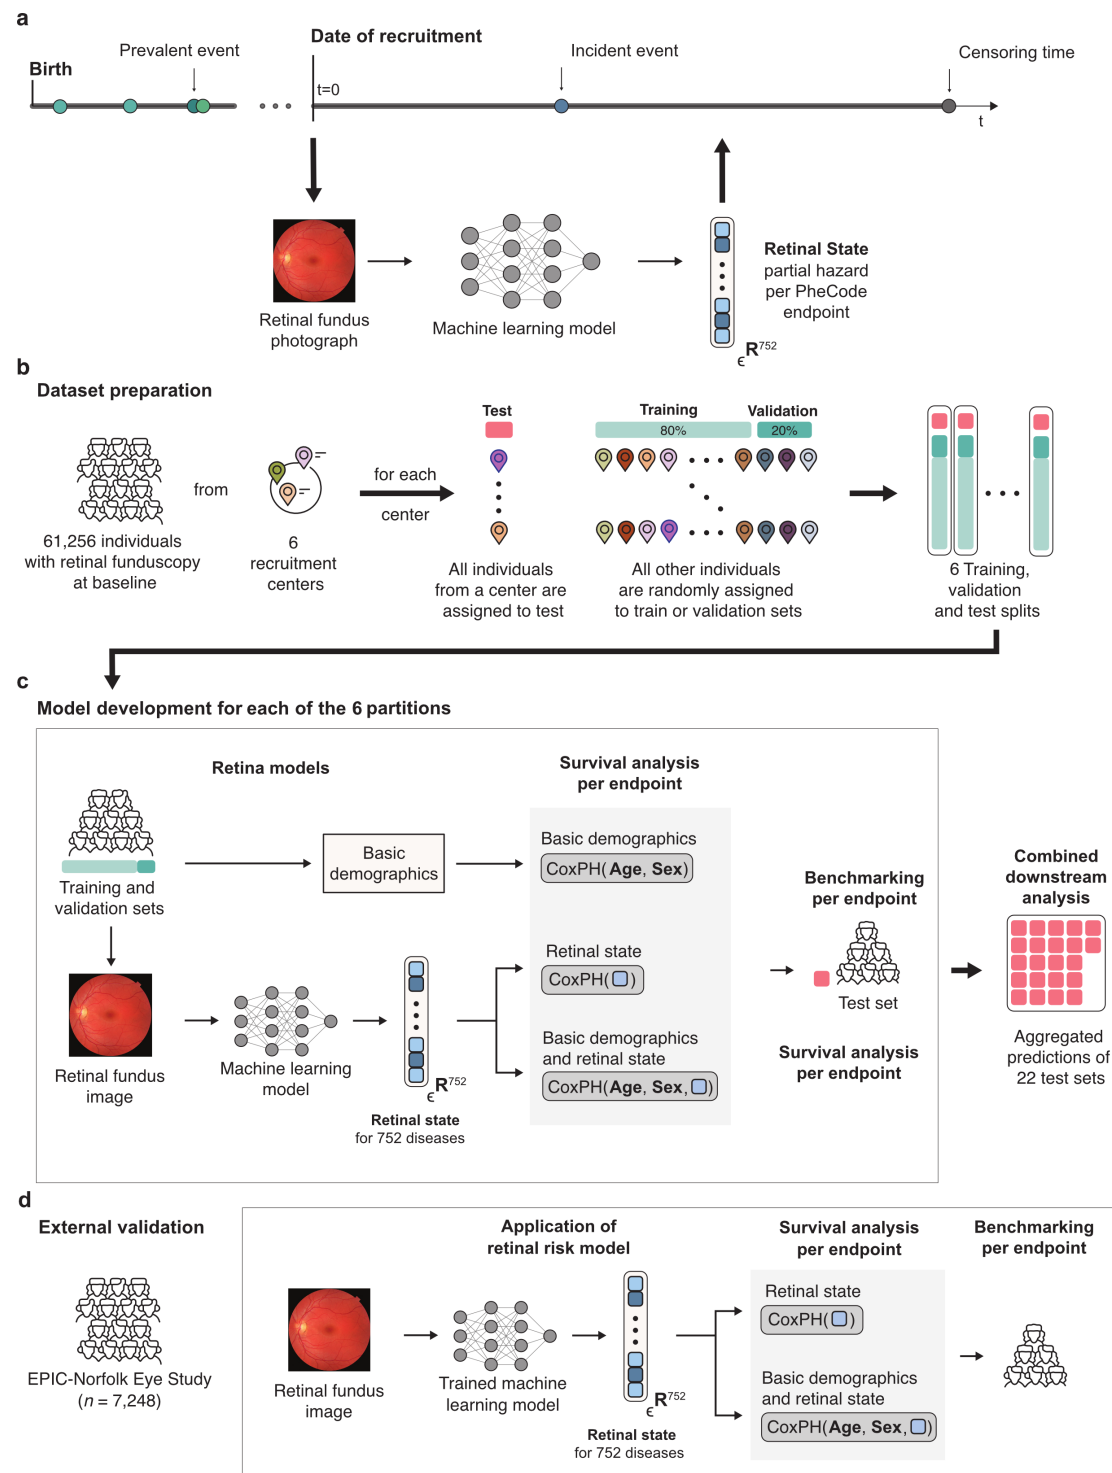 a
Date of recruitment
Prevalent event
Incident event
Censoring time
Birth
t=0
t
Retinal State
partial hazard
per PheCode
endpoint
Retinal fundus
photograph
Machine learning model
ϵR^752
b
Dataset preparation
Test
Training
Validation
80%
20%
from
for each
center
61,256 individuals
with retinal funduscopy
at baseline
6
recruitment
centers
All individuals
from a center are
assigned to test
All other individuals
are randomly assigned
to train or validation sets
6 Training,
validation
and test splits
c
Model development for each of the 6 partitions
Retina models
Survival analysis
per endpoint
Basic demographics
CoxPH(Age, Sex)
Basic
demographics
Training and
validation sets
Benchmarking
per endpoint
Combined
downstream
analysis
Retinal state
CoxPH( )
Test set
Basic demographics
and retinal state
CoxPH(Age, Sex, )
Survival analysis
per endpoint
Aggregated
predictions of
22 test sets
Retinal fundus
image
Machine learning
model
ϵR^752
Retinal state
for 752 diseases
d
External validation
Application of
retinal risk model
Survival analysis
per endpoint
Benchmarking
per endpoint
Retinal state
CoxPH( )
EPIC-Norfolk Eye Study
(n = 7,248)
Retinal fundus
image
Trained machine
learning model
ϵR^752
Basic demographics
and retinal state
CoxPH(Age, Sex, )
Retinal state
for 752 diseases